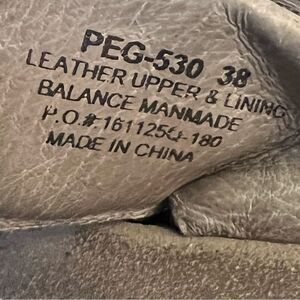 PEG-530 38
LEATHER UPPER & LINING
BALANCE MANMADE
MADE IN CHINA